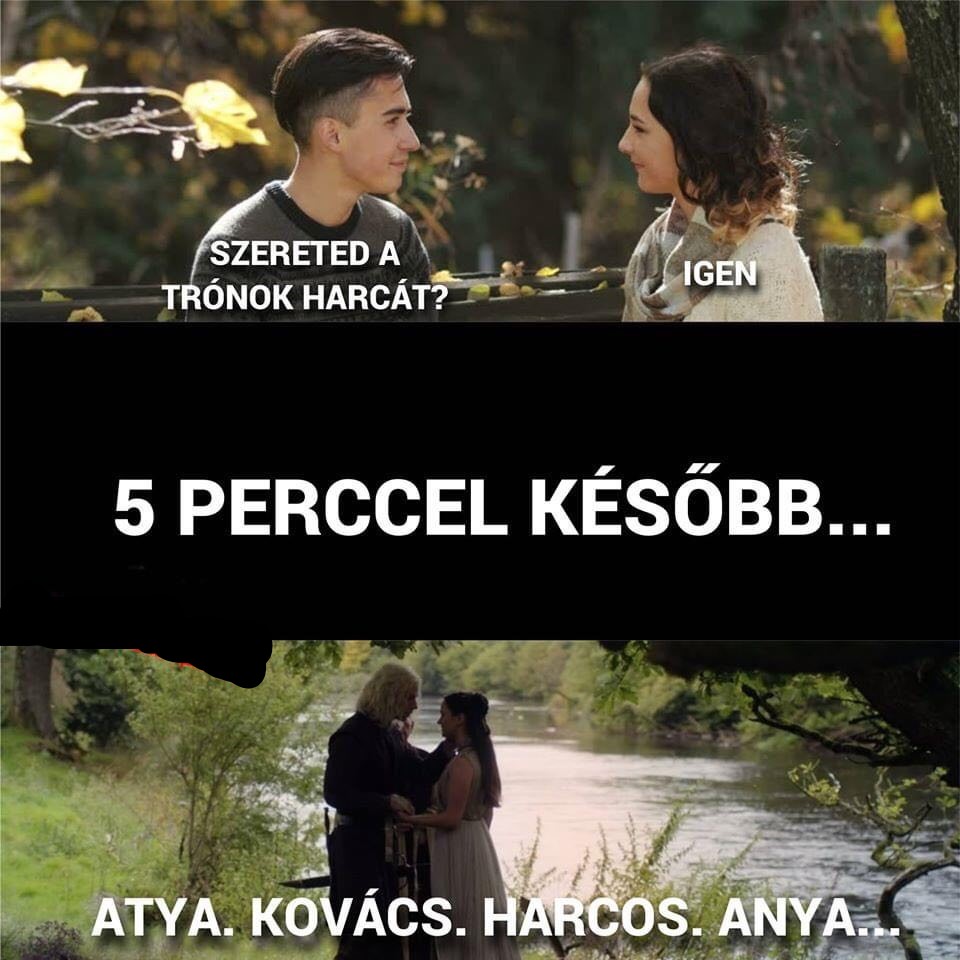 SZERETED A
TRÓNOK HARCÁT?
IGEN
5 PERCCEL KÉSŐBB...
ATYA. KOVÁCS. HARCOS. ANYA...